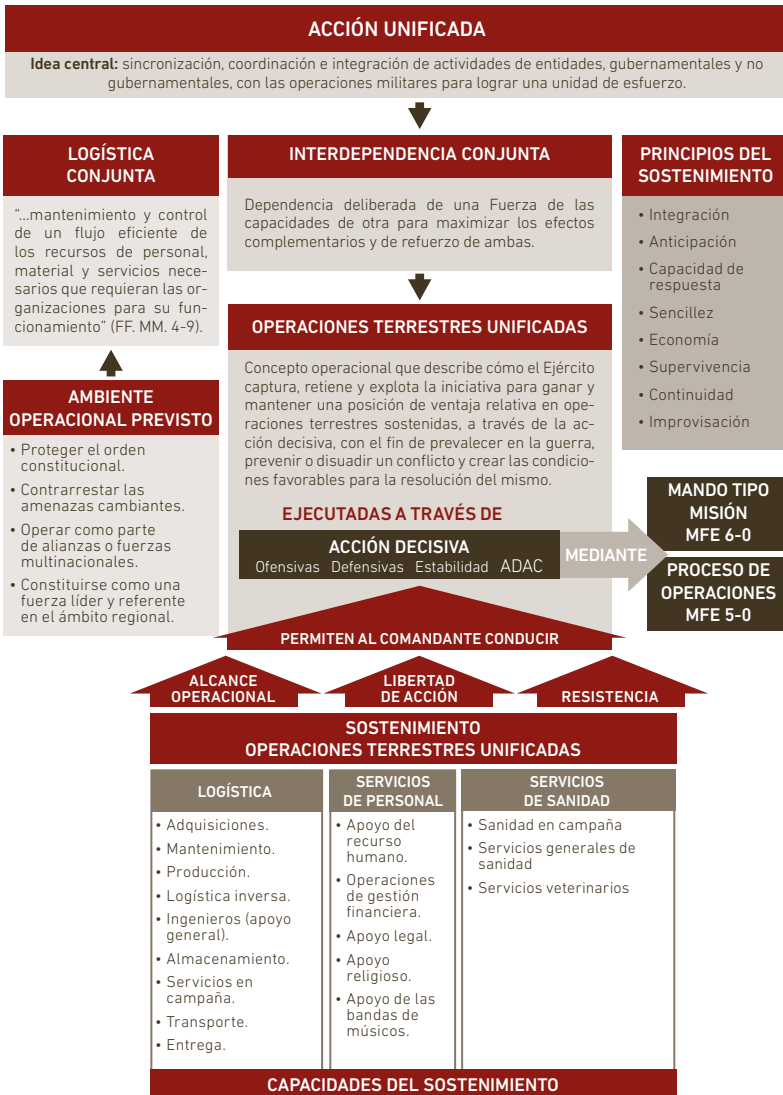 ACCIÓN UNIFICADA
Idea central: sincronización, coordinación e integración de actividades de entidades, gubernamentales y no
gubernamentales, con las operaciones militares para lograr una unidad de esfuerzo.
LOGÍSTICA
CONJUNTA
“...mantenimiento y control
de un flujo eficiente de
los recursos de personal,
material y servicios nece-
sarios que requieran las or-
ganizaciones para su fun-
cionamiento” (FF. MM. 4-9).
AMBIENTE
OPERACIONAL PREVISTO
• Proteger el orden
constitucional.
• Contrarrestar las
amenazas cambiantes.
• Operar como parte
de alianzas o fuerzas
multinacionales.
• Constituirse como una
fuerza líder y referente
en el ámbito regional.
INTERDEPENDENCIA CONJUNTA
Dependencia deliberada de una Fuerza de las
capacidades de otra para maximizar los efectos
complementarios y de refuerzo de ambas.
OPERACIONES TERRESTRES UNIFICADAS
Concepto operacional que describe cómo el Ejército
captura, retiene y explota la iniciativa para ganar y
mantener una posición de ventaja relativa en ope-
raciones terrestres sostenidas, a través de la ac-
ción decisiva, con el fin de prevalecer en la guerra,
prevenir o disuadir un conflicto y crear las condicio-
nes favorables para la resolución del mismo.
EJECUTADAS A TRAVÉS DE
ACCIÓN DECISIVA
Ofensivas Defensivas Estabilidad ADAC
MEDIANTE
PRINCIPIOS DEL
SOSTENIMIENTO
• Integración
• Anticipación
• Capacidad de
respuesta
• Sencillez
• Economía
• Supervivencia
• Continuidad
• Improvisación
MANDO TIPO
MISIÓN
MFE 6-0
PROCESO DE
OPERACIONES
MFE 5-0
PERMITEN AL COMANDANTE CONDUCIR
ALCANCE
OPERACIONAL
LIBERTAD
DE ACCIÓN
RESISTENCIA
SOSTENIMIENTO
OPERACIONES TERRESTRES UNIFICADAS
LOGÍSTICA
• Adquisiciones.
• Mantenimiento.
• Producción.
• Logística inversa.
• Ingenieros (apoyo
general).
• Almacenamiento.
• Servicios en
campaña.
• Transporte.
• Entrega.
SERVICIOS
DE PERSONAL
• Apoyo del
recurso
humano.
• Operaciones
de gestión
financiera.
• Apoyo legal.
• Apoyo
religioso.
• Apoyo de las
bandas de
músicos.
SERVICIOS
DE SANIDAD
• Sanidad en campaña
• Servicios generales de
sanidad
• Servicios veterinarios
CAPACIDADES DEL SOSTENIMIENTO